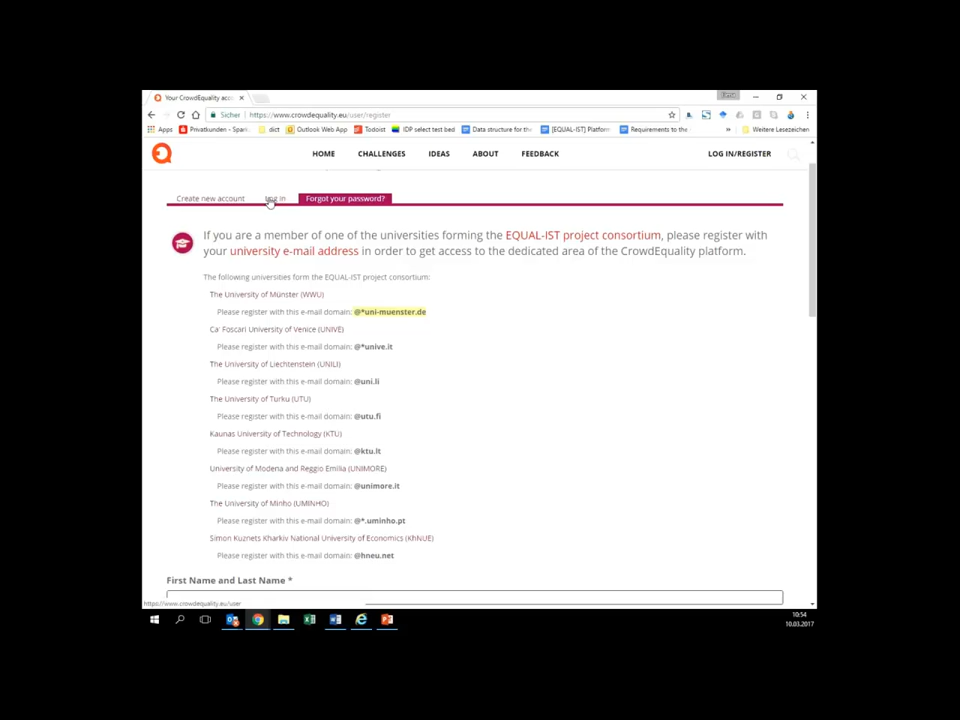 Your CrowdEquality acc
Elena
Sicher
https://www.crowdequality.eu/user/register
Apps
Privatkunden - Spani
dict
Outlook Web App
Todoist
IDP select test bed
Data structure for the
[EQUAL-IST] Platform
Requirements to the
»
Weitere Lesezeichen
HOME
CHALLENGES
IDEAS
ABOUT
FEEDBACK
LOG IN/REGISTER
Create new account
Log in
Forgot your password?
If you are a member of one of the universities forming the EQUAL-IST project consortium, please register with
your university e-mail address in order to get access to the dedicated area of the CrowdEquality platform.
The following universities form the EQUAL-IST project consortium:
The University of Münster (WWU)
Please register with this e-mail domain: @*uni-muenster.de
Ca' Foscari University of Venice (UNIVE)
Please register with this e-mail domain: @*unive.it
The University of Liechtenstein (UNILI)
Please register with this e-mail domain: @uni.li
The University of Turku (UTU)
Please register with this e-mail domain: @utu.fi
Kaunas University of Technology (KTU)
Please register with this e-mail domain: @ktu.lt
University of Modena and Reggio Emilia (UNIMORE)
Please register with this e-mail domain: @unimore.it
The University of Minho (UMINHO)
Please register with this e-mail domain: @*.uminho.pt
Simon Kuznets Kharkiv National University of Economics (KhNUE)
Please register with this e-mail domain: @hneu.net
First Name and Last Name *
https://www.crowdequality.eu/user
10:54
10.03.2017